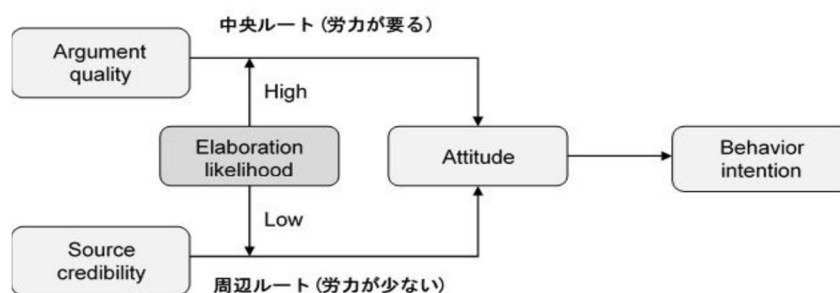 中央ルート (労力が要る)
Argument
quality
High
Elaboration
likelihood
Attitude
Behavior
intention
Low
Source
credibility
周辺ルート (労力が少ない)